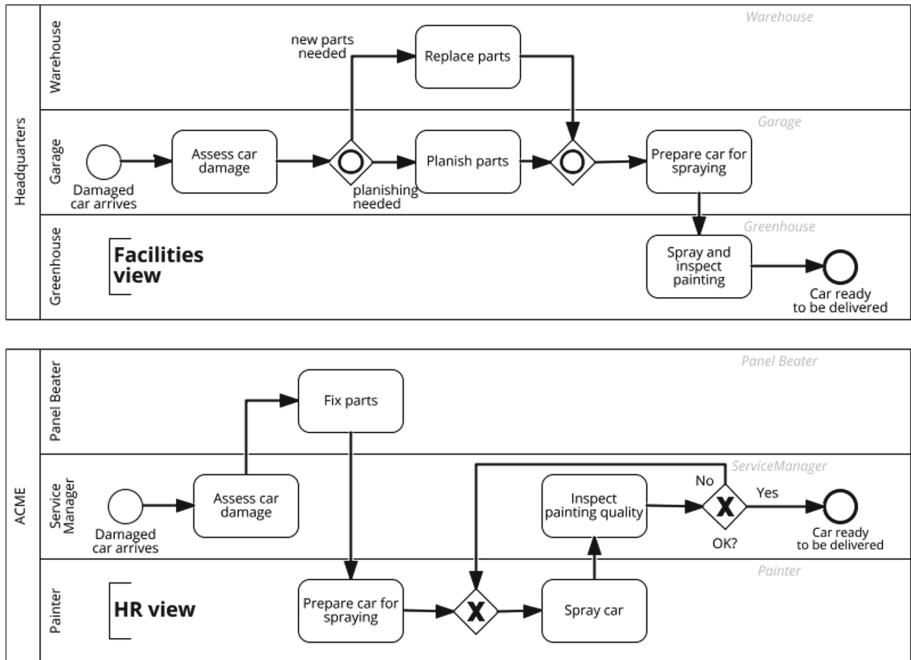 Headquarters
Warehouse
Warehouse
new parts
needed
Replace parts
Garage
Garage
Damaged
car arrives
Assess car
damage
planishing
needed
Planish parts
Prepare car for
spraying
Greenhouse
Greenhouse
Facilities
view
Spray and
inspect
painting
Car ready
to be delivered
ACME
Panel Beater
Panel Beater
Fix parts
Service
Manager
ServiceManager
Damaged
car arrives
Assess car
damage
Inspect
painting quality
No
X
Yes
OK?
Car ready
to be delivered
Painter
Painter
HR view
Prepare car for
spraying
X
Spray car